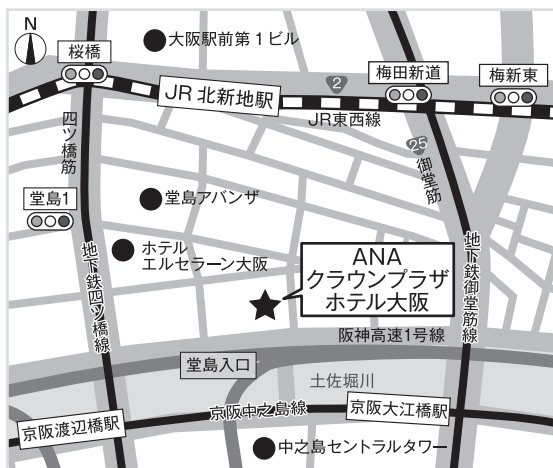 N
桜橋
大阪駅前第1ビル
2
梅田新道
梅新東
JR北新地駅
JR東西線
四ツ橋筋
25
御堂筋
堂島1
堂島アバンザ
ホテル
エルセラーン大阪
地下鉄四ツ橋線
ANA
クラウンプラザ
ホテル大阪
地下鉄御堂筋線
阪神高速1号線
堂島入口
土佐堀川
京阪中之島線
京阪大江橋駅
京阪渡辺橋駅
中之島セントラルタワー